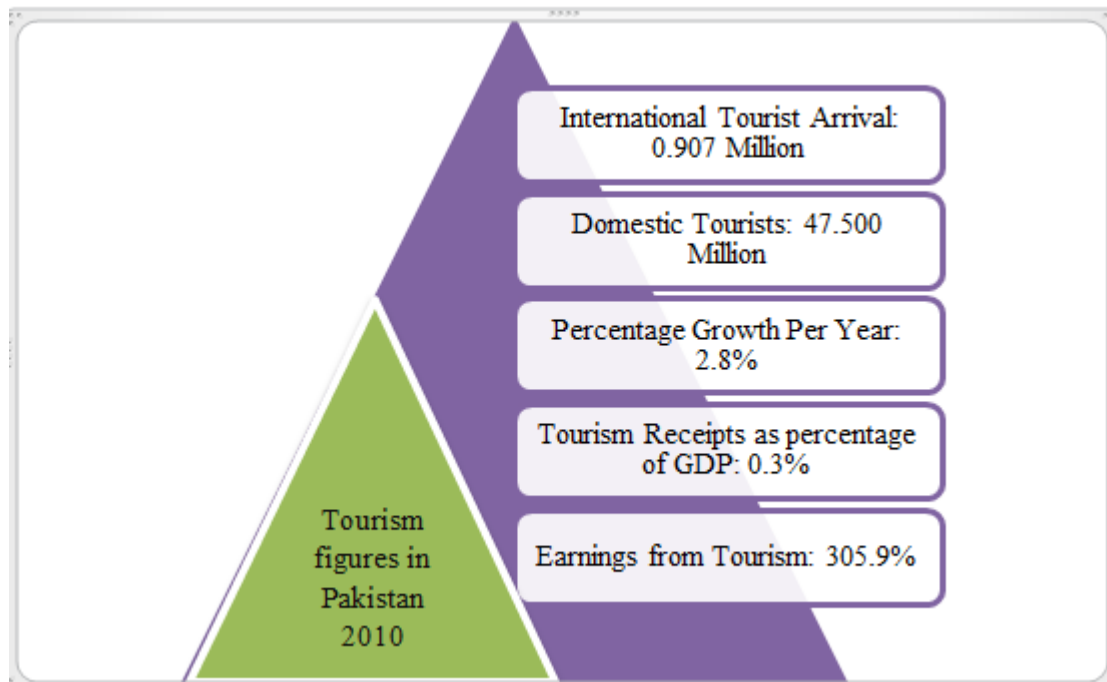 International Tourist Arrival:
0.907 Million
Domestic Tourists: 47.500
Million
Percentage Growth Per Year:
2.8%
Tourism Receipts as percentage
of GDP: 0.3%
Earnings from Tourism: 305.9%
Tourism
figures in
Pakistan
2010